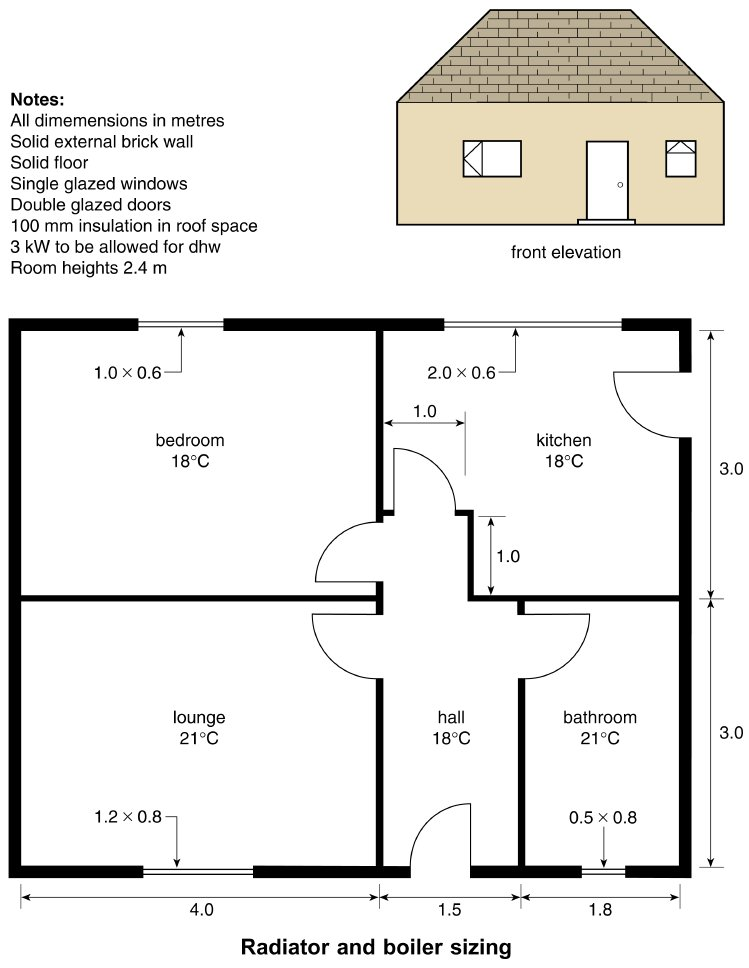 Notes:
All dimemensions in metres
Solid external brick wall
Solid floor
Single glazed windows
Double glazed doors
100 mm insulation in roof space
3 kW to be allowed for dhw
Room heights 2.4 m
front elevation
1.0 × 0.6
2.0 × 0.6
1.0
bedroom
18°C
kitchen
18°C
3.0
1.0
lounge
21°C
hall
18°C
bathroom
21°C
3.0
1.2 × 0.8
0.5 × 0.8
4.0
1.5
1.8
Radiator and boiler sizing